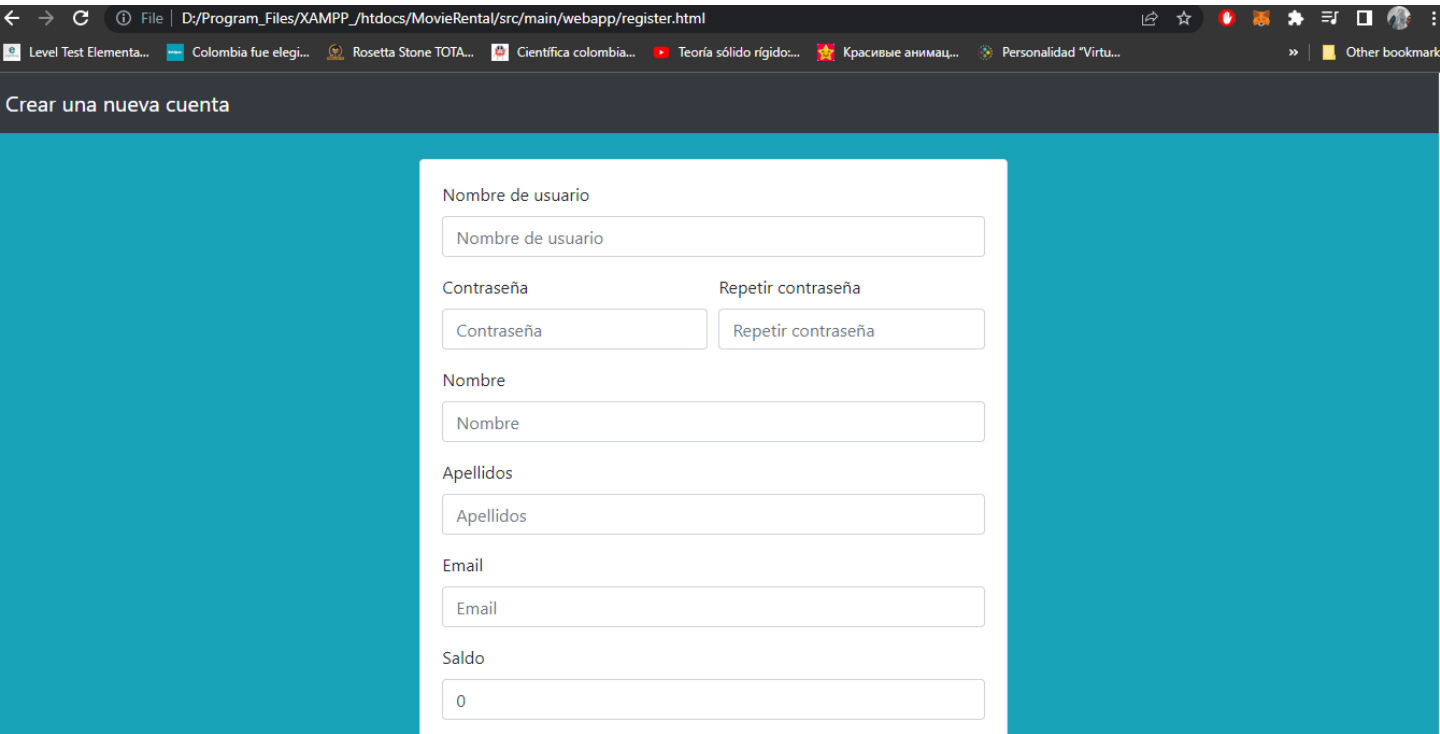 File D:/Program_Files/XAMPP_/htdocs/MovieRental/src/main/webapp/register.html
Level Test Elementa... Colombia fue elegi... Rosetta Stone TOTA... Científica colombia... Teoría sólido rígido:... Красивые анимац... Personalidad "Virtu... » Other bookmark
Crear una nueva cuenta
Nombre de usuario
Nombre de usuario
Contraseña Repetir contraseña
Contraseña Repetir contraseña
Nombre
Nombre
Apellidos
Apellidos
Email
Email
Saldo
0